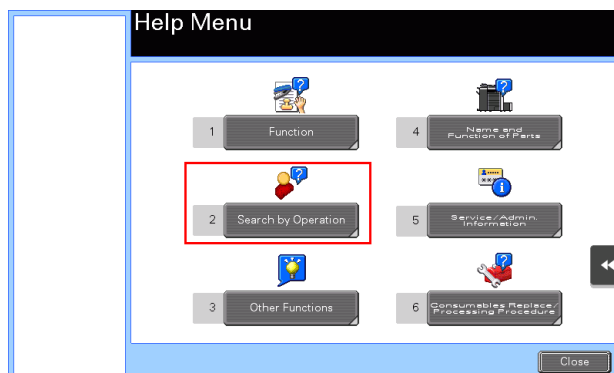 Help Menu
1 Function
4 Name and
Function of Parts
2 Search by Operation
5 Service/Admin.
Information
3 Other Functions
6 Consumables Replace/
Processing Procedure
Close